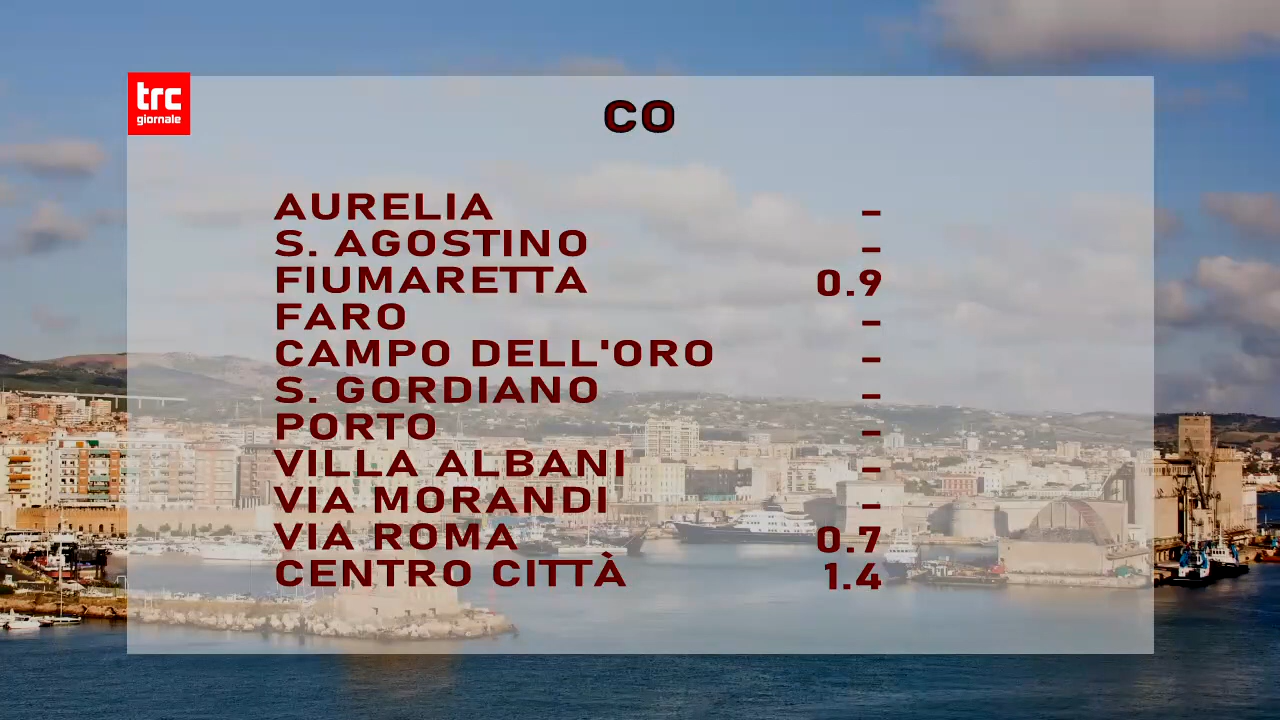 trc
giornale
CO
AURELIA –
S. AGOSTINO –
FIUMARETTA 0.9
FARO –
CAMPO DELL'ORO –
S. GORDIANO –
PORTO –
VILLA ALBANI –
VIA MORANDI –
VIA ROMA 0.7
CENTRO CITTÀ 1.4